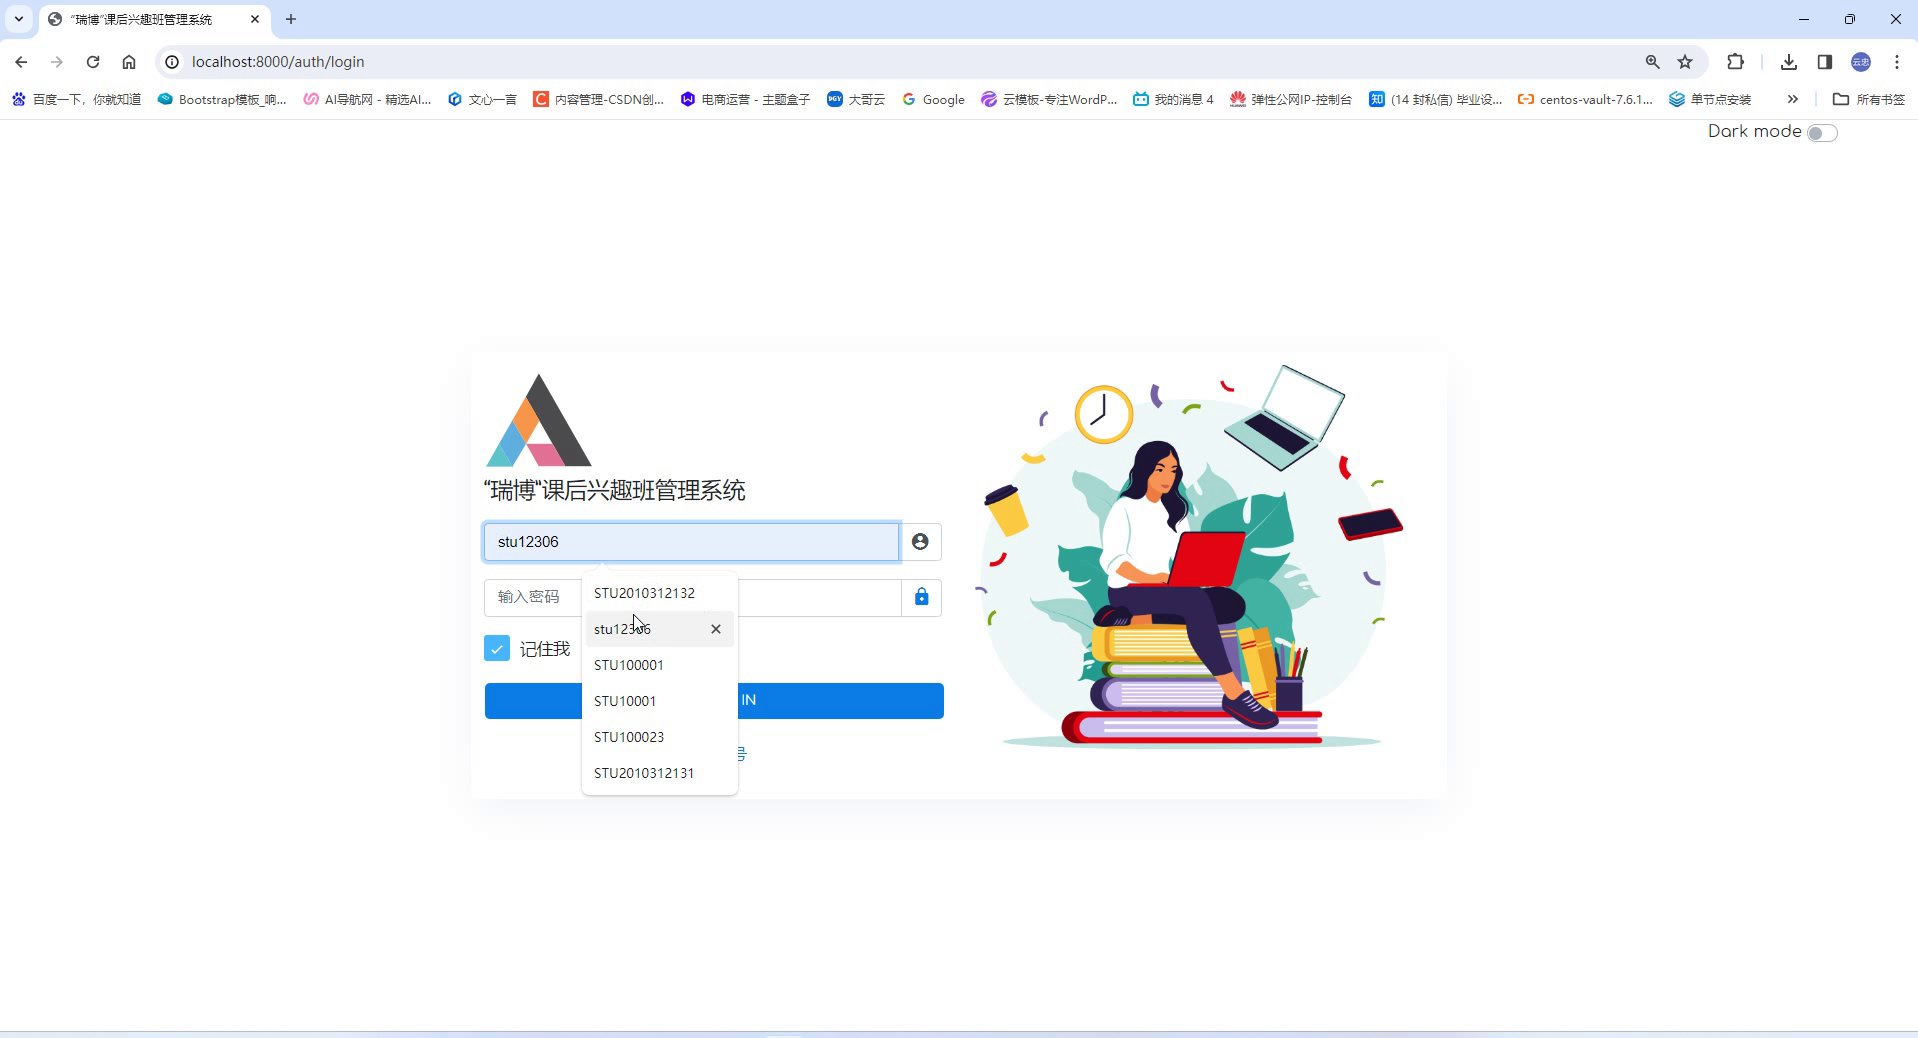 “瑞博”课后兴趣班管理系统
localhost:8000/auth/login
云忠
百度一下，你就知道
Bootstrap模板_响...
AI导航网 - 精选AI...
文心一言
C 内容管理-CSDN创...
电商运营 - 主题盒子
DGY 大哥云
Google
云模板-专注WordP...
我的消息 4
弹性公网IP-控制台
知 (14 封私信) 毕业设...
centos-vault-7.6.1...
单节点安装
所有书签
Dark mode
“瑞博”课后兴趣班管理系统
stu12306
输入密码
STU2010312132
stu12306
记住我
STU100001
STU10001
IN
STU100023
号
STU2010312131